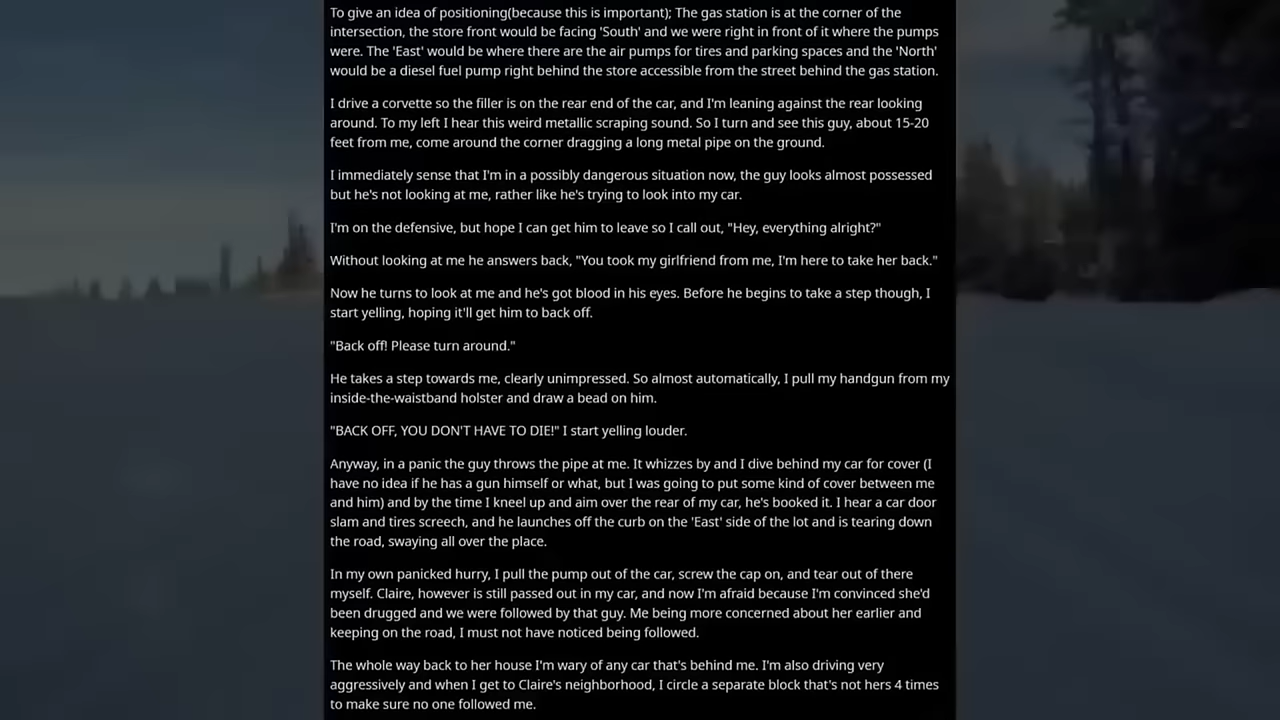 To give an idea of positioning(because this is important); The gas station is at the corner of the
intersection, the store front would be facing 'South' and we were right in front of it where the pumps
were. The 'East' would be where there are the air pumps for tires and parking spaces and the 'North'
would be a diesel fuel pump right behind the store accessible from the street behind the gas station.
I drive a corvette so the filler is on the rear end of the car, and I'm leaning against the rear looking
around. To my left I hear this weird metallic scraping sound. So I turn and see this guy, about 15-20
feet from me, come around the corner dragging a long metal pipe on the ground.
I immediately sense that I'm in a possibly dangerous situation now, the guy looks almost possessed
but he's not looking at me, rather like he's trying to look into my car.
I'm on the defensive, but hope I can get him to leave so I call out, "Hey, everything alright?"
Without looking at me he answers back, "You took my girlfriend from me, I'm here to take her back."
Now he turns to look at me and he's got blood in his eyes. Before he begins to take a step though, I
start yelling, hoping it'll get him to back off.
"Back off! Please turn around."
He takes a step towards me, clearly unimpressed. So almost automatically, I pull my handgun from my
inside-the-waistband holster and draw a bead on him.
"BACK OFF, YOU DON'T HAVE TO DIE!" I start yelling louder.
Anyway, in a panic the guy throws the pipe at me. It whizzes by and I dive behind my car for cover (I
have no idea if he has a gun himself or what, but I was going to put some kind of cover between me
and him) and by the time I kneel up and aim over the rear of my car, he's booked it. I hear a car door
slam and tires screech, and he launches off the curb on the 'East' side of the lot and is tearing down
the road, swaying all over the place.
In my own panicked hurry, I pull the pump out of the car, screw the cap on, and tear out of there
myself. Claire, however is still passed out in my car, and now I'm afraid because I'm convinced she'd
been drugged and we were followed by that guy. Me being more concerned about her earlier and
keeping on the road, I must not have noticed being followed.
The whole way back to her house I'm wary of any car that's behind me. I'm also driving very
aggressively and when I get to Claire's neighborhood, I circle a separate block that's not hers 4 times
to make sure no one followed me.